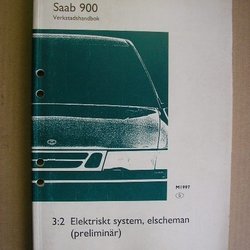 Saab 900
Verkstadshandbok
M1997
3:2 Elektriskt system, elscheman
(preliminär)